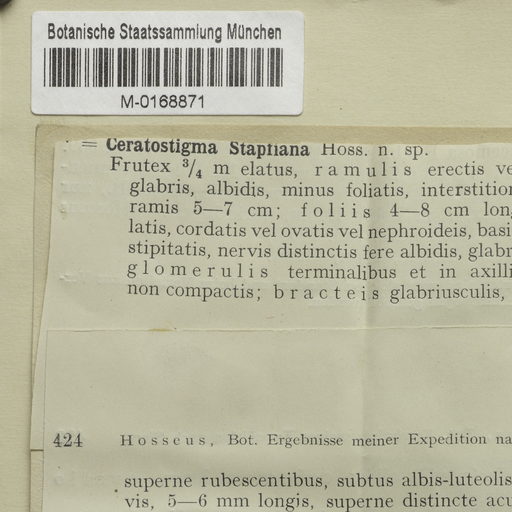 Botanische Staatssammlung München
M-0168871
= Ceratostigma Stapfiana Hoss. n. sp.
Frutex 3/4 m elatus, ramulis erectis ve
glabris, albidis, minus foliatis, interstition
ramis 5—7 cm; foliis 4—8 cm long
latis, cordatis vel ovatis vel nephroideis, basi
stipitatis, nervis distinctis fere albidis, glabr
glomerulis terminalibus et in axilli
non compactis; bracteis glabriusculis,
424 Hosseus, Bot. Ergebnisse meiner Expedition na
superne rubescentibus, subtus albis-luteolis
vis, 5—6 mm longis, superne distincte acu